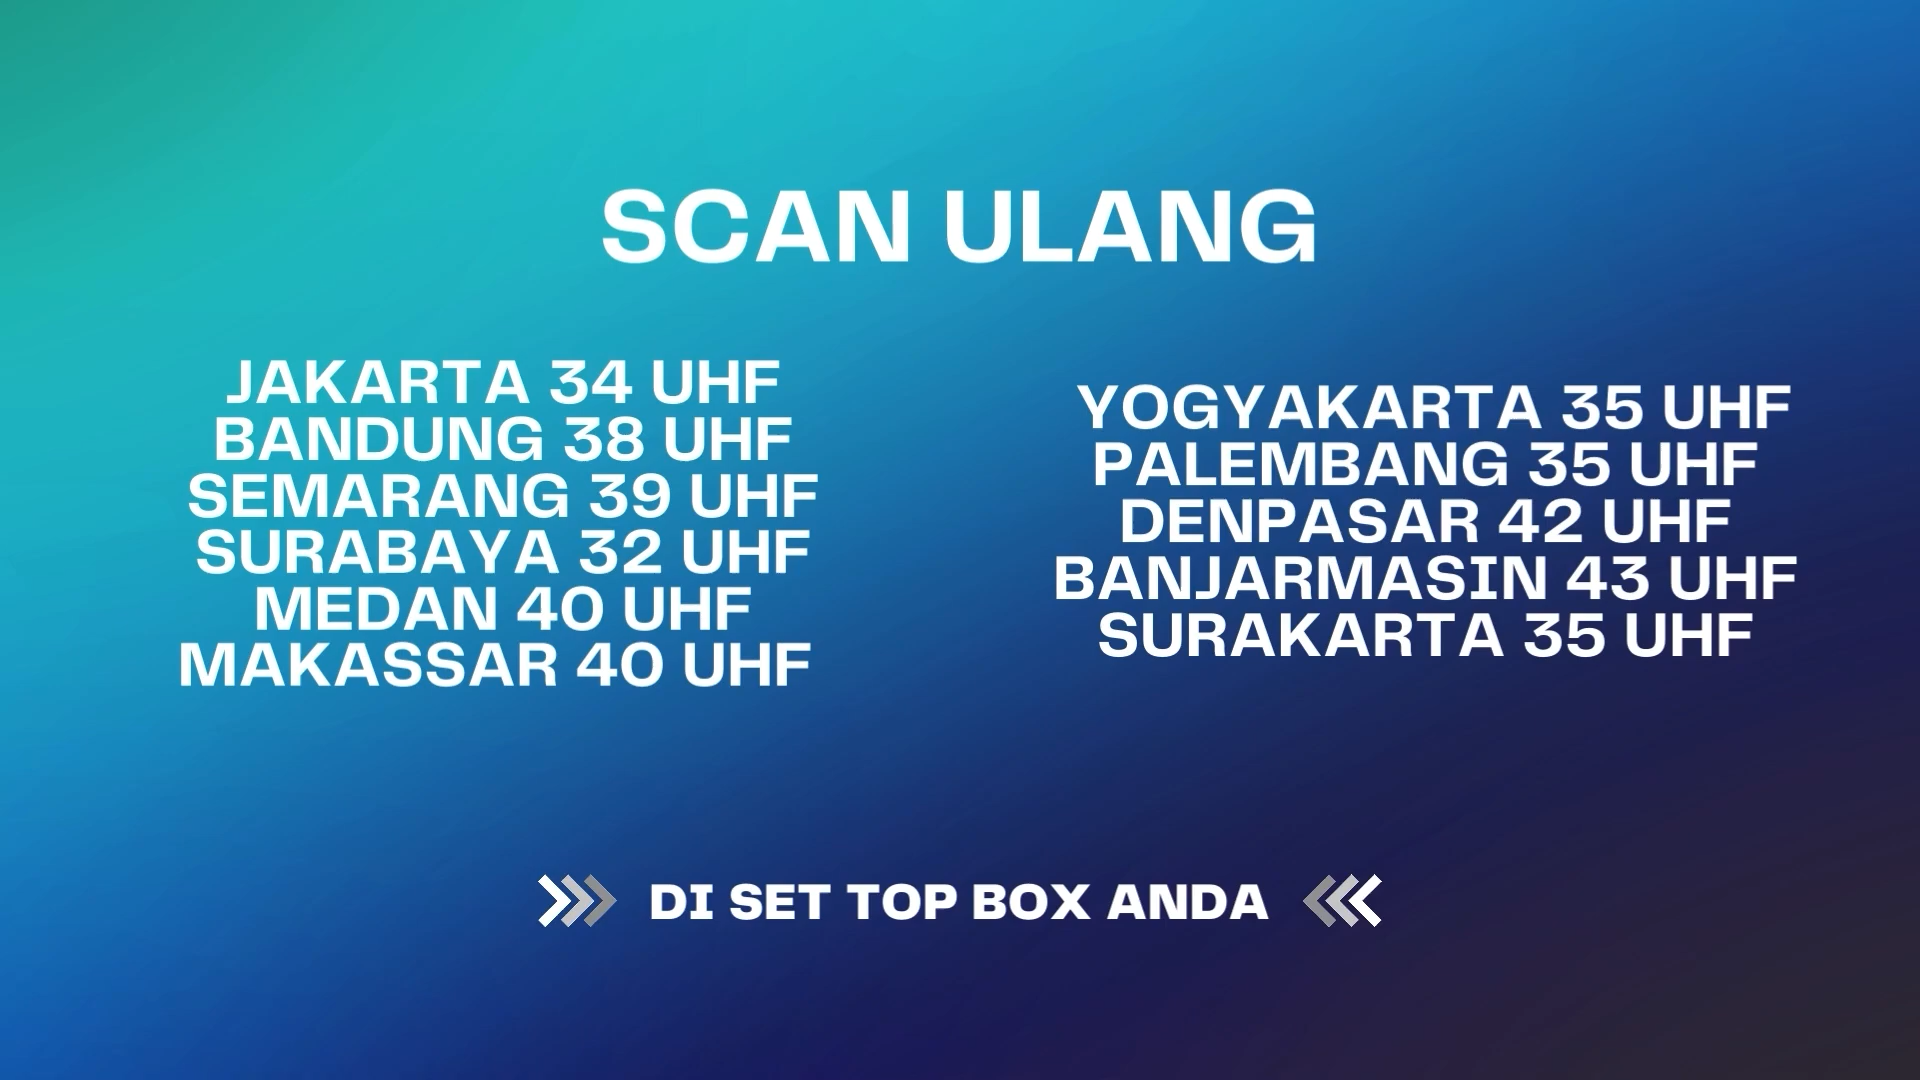 SCAN ULANG
JAKARTA 34 UHF
BANDUNG 38 UHF
SEMARANG 39 UHF
SURABAYA 32 UHF
MEDAN 40 UHF
MAKASSAR 40 UHF
YOGYAKARTA 35 UHF
PALEMBANG 35 UHF
DENPASAR 42 UHF
BANJARMASIN 43 UHF
SURAKARTA 35 UHF
DI SET TOP BOX ANDA